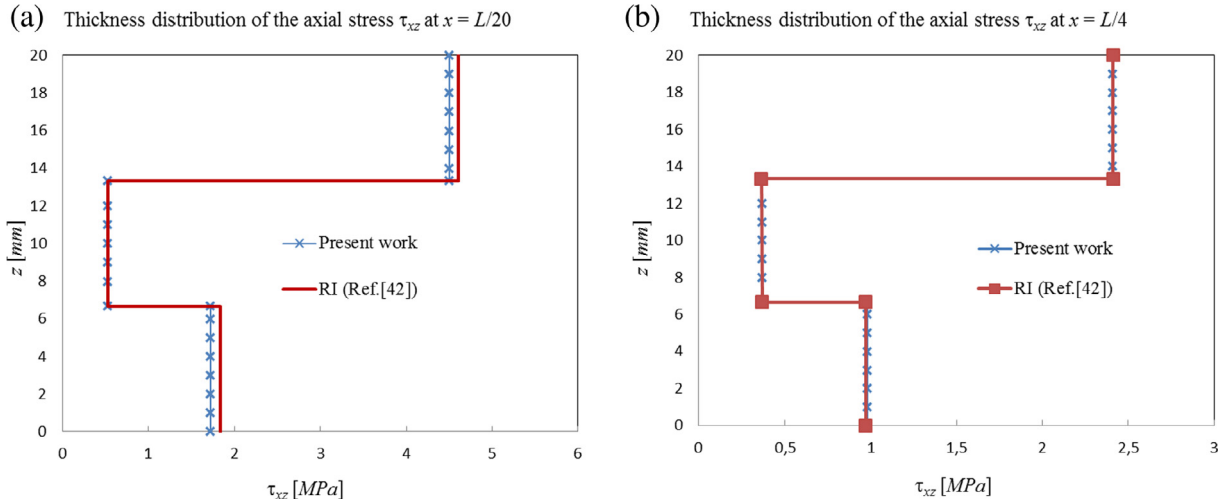 (a) Thickness distribution of the axial stress τxz at x = L/20
20
18
16
14
12
10
8
6
4
2
0
z [mm]
Present work
RI (Ref.[42])
0 1 2 3 4 5 6
τxz [MPa]
(b) Thickness distribution of the axial stress τxz at x = L/4
20
18
16
14
12
10
8
6
4
2
0
z [mm]
Present work
RI (Ref.[42])
0 0,5 1 1,5 2 2,5 3
τxz [MPa]